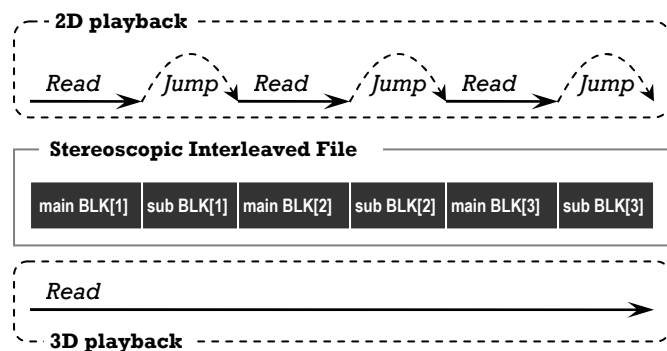 2D playback
Read Jump Read Jump Read Jump
Stereoscopic Interleaved File
main BLK[1] sub BLK[1] main BLK[2] sub BLK[2] main BLK[3] sub BLK[3]
Read
3D playback